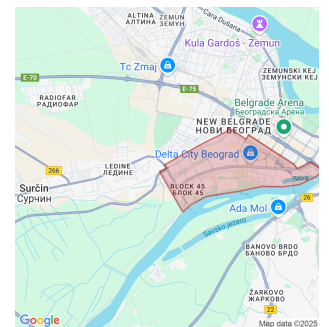 ALTINA
АЛТИНА
ZEMUN
ЗЕМУН
Cara Dušana
Kula Gardoš - Zemun
Tc Zmaj
ZEMUNSKI KEJ
ЗЕМУНСКИ КЕЈ
E-70
E-75
RADIOFAR
РАДИОФАР
Belgrade Arena
Београдска Арена
NEW BELGRADE
НОВИ БЕОГРАД
Delta City Beograd
LEDINE
ЛЕДИНЕ
266
Surčin
Сурчин
BLOCK 45
БЛОК 45
Sava
26
Ada Mol
Savsko jezero
BANOVO BRDO
БАНОВО БРДО
ŽARKOVO
ЖАРКОВО
22
Google
Map data ©2025